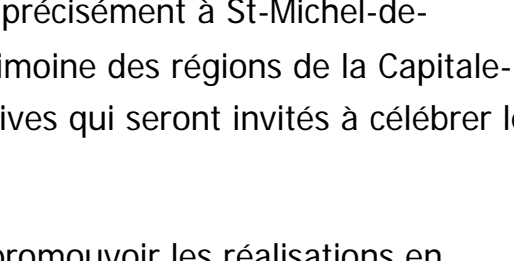 précisément à St-Michel-de-
imoine des régions de la Capitale-
ives qui seront invités à célébrer l
promouvoir les réalisations en